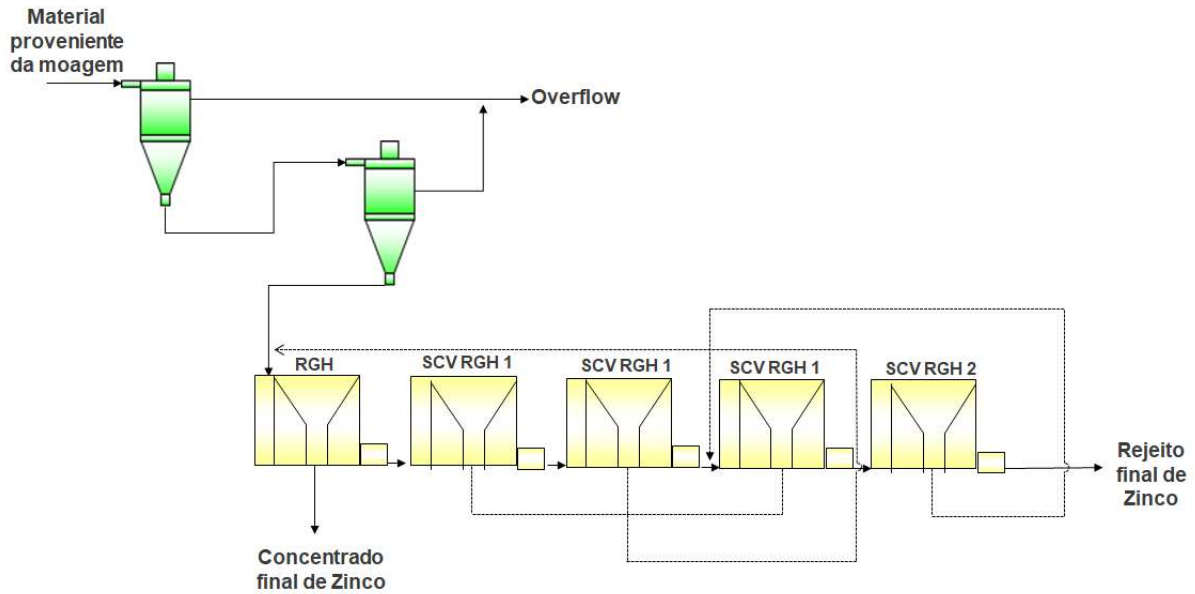 Material
proveniente
da moagem
Overflow
RGH
SCV RGH 1
SCV RGH 1
SCV RGH 1
SCV RGH 2
Rejeito
final de
Zinco
Concentrado
final de Zinco